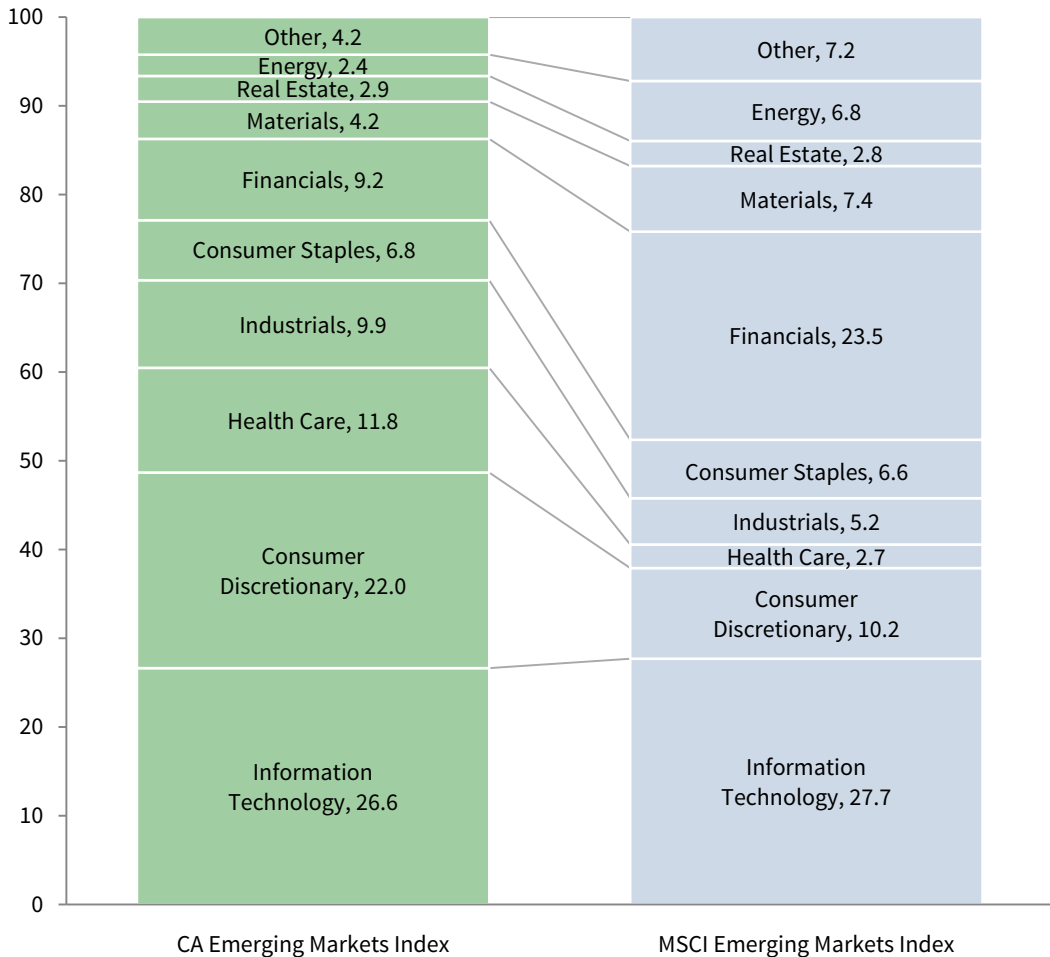 100
90
80
70
60
50
40
30
20
10
0
Other, 4.2
Energy, 2.4
Real Estate, 2.9
Materials, 4.2
Financials, 9.2
Consumer Staples, 6.8
Industrials, 9.9
Health Care, 11.8
Consumer
Discretionary, 22.0
Information
Technology, 26.6
Other, 7.2
Energy, 6.8
Real Estate, 2.8
Materials, 7.4
Financials, 23.5
Consumer Staples, 6.6
Industrials, 5.2
Health Care, 2.7
Consumer
Discretionary, 10.2
Information
Technology, 27.7
CA Emerging Markets Index
MSCI Emerging Markets Index